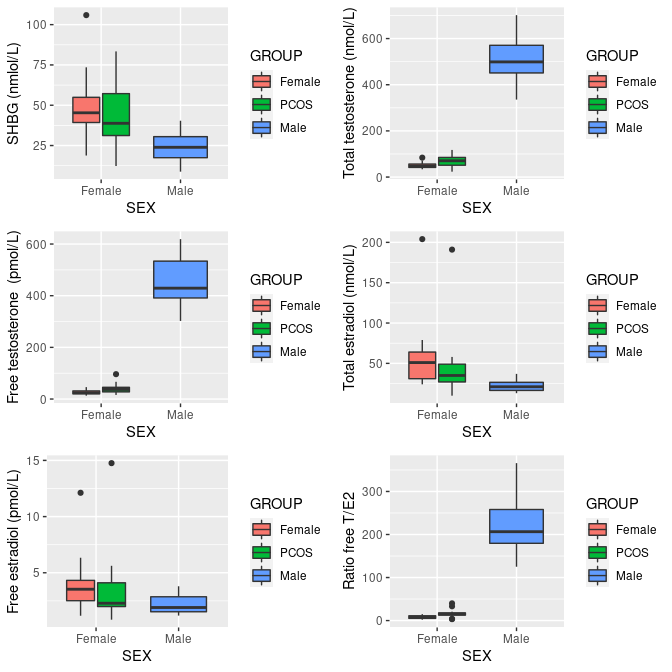 SHBG (nmlol/L)
100
75
50
25
Female
Male
SEX
GROUP
Female
PCOS
Male
Total testosterone (nmol/L)
600
400
200
0
Female
Male
SEX
GROUP
Female
PCOS
Male
Free testosterone (pmol/L)
600
400
200
0
Female
Male
SEX
GROUP
Female
PCOS
Male
Total estradiol (nmol/L)
200
150
100
50
Female
Male
SEX
GROUP
Female
PCOS
Male
Free estradiol (pmol/L)
15
10
5
Female
Male
SEX
GROUP
Female
PCOS
Male
Ratio free T/E2
300
200
100
0
Female
Male
SEX
GROUP
Female
PCOS
Male